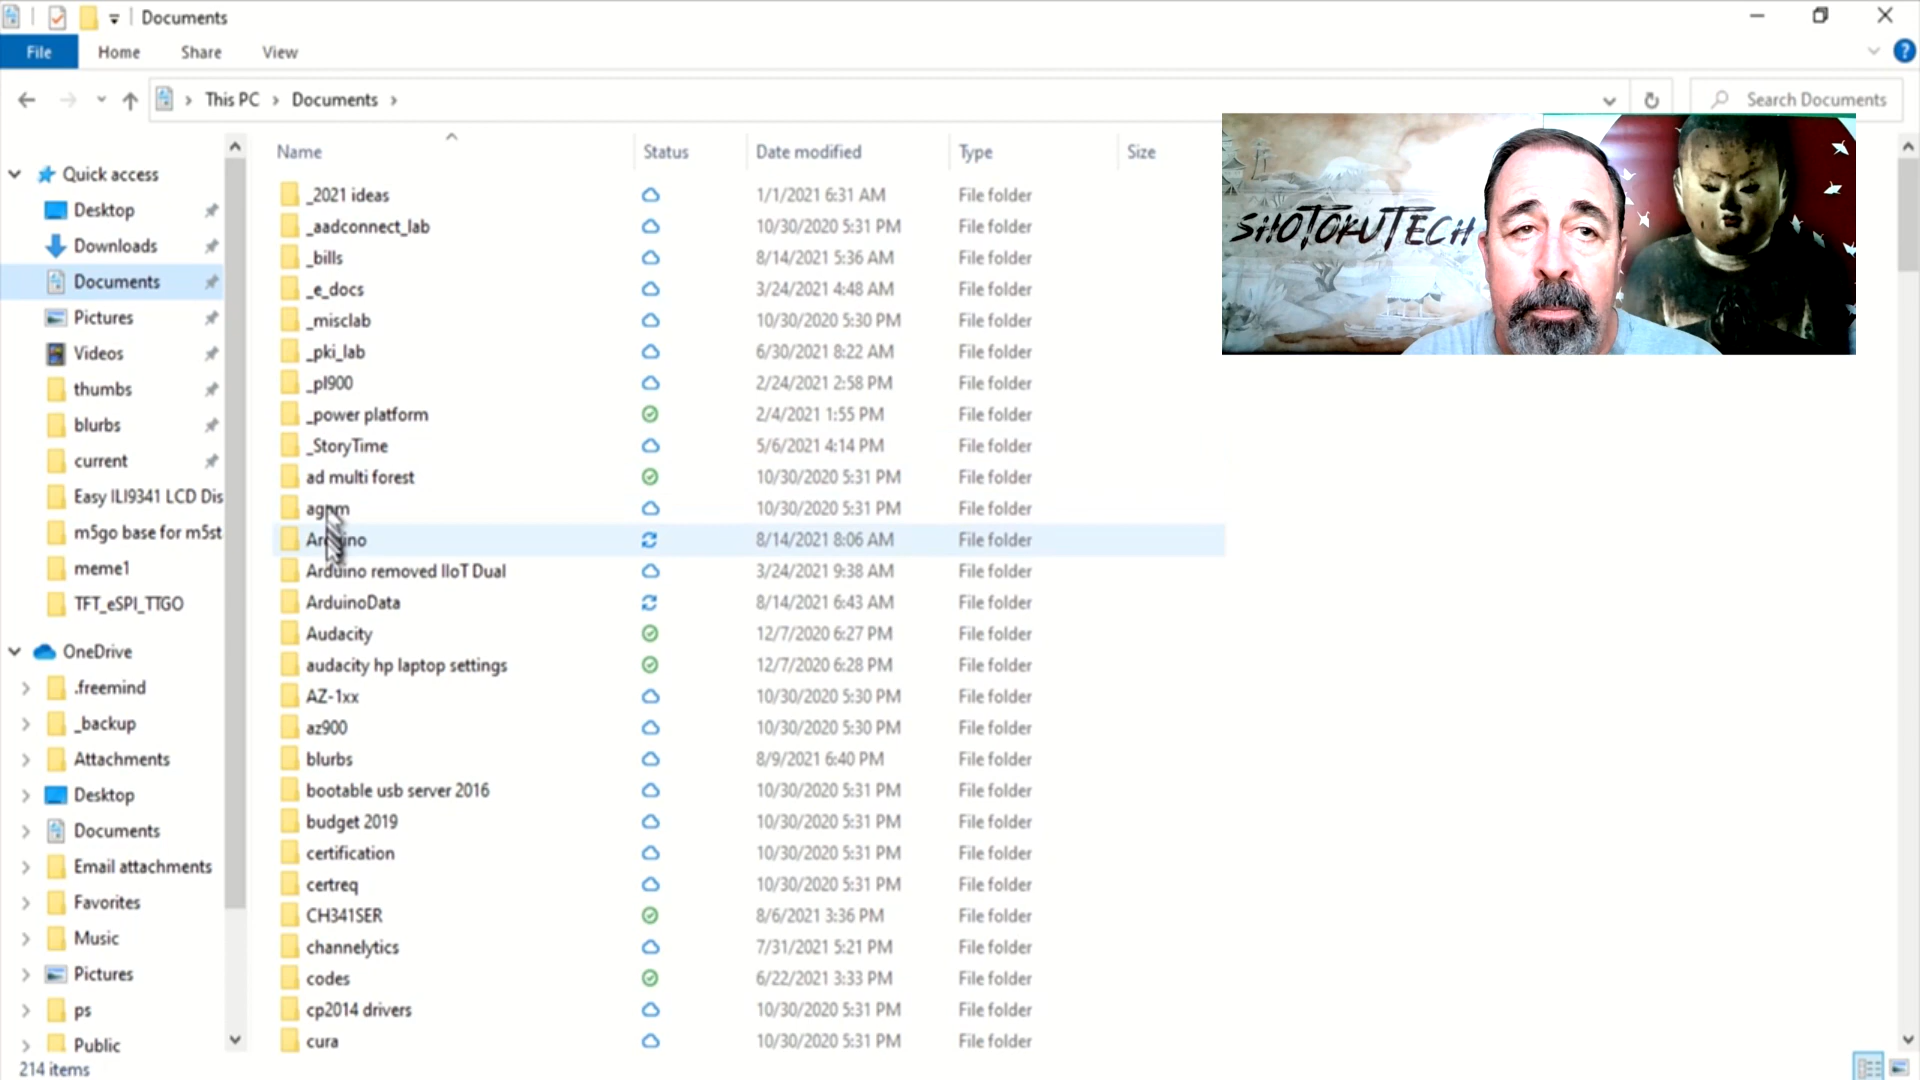 Documents
File Home Share View
This PC > Documents >
Search Documents
Name Status Date modified Type Size
Quick access
Desktop
Downloads
Documents
Pictures
Videos
thumbs
blurbs
current
Easy ILI9341 LCD Dis
m5go base for m5st
meme1
TFT_eSPI_TTGO
OneDrive
.freemind
_backup
Attachments
Desktop
Documents
Email attachments
Favorites
Music
Pictures
ps
Public
_2021 ideas 1/1/2021 6:31 AM File folder
_aadconnect_lab 10/30/2020 5:31 PM File folder
_bills 8/14/2021 5:36 AM File folder
_e_docs 3/24/2021 4:48 AM File folder
_misclab 10/30/2020 5:30 PM File folder
_pki_lab 6/30/2021 8:22 AM File folder
_pl900 2/24/2021 2:58 PM File folder
_power platform 2/4/2021 1:55 PM File folder
_StoryTime 5/6/2021 4:14 PM File folder
ad multi forest 10/30/2020 5:31 PM File folder
10/30/2020 5:31 PM File folder
Arduino 8/14/2021 8:06 AM File folder
Arduino removed IIoT Dual 3/24/2021 9:38 AM File folder
ArduinoData 8/14/2021 6:43 AM File folder
Audacity 12/7/2020 6:27 PM File folder
audacity hp laptop settings 12/7/2020 6:28 PM File folder
AZ-1xx 10/30/2020 5:30 PM File folder
az900 10/30/2020 5:30 PM File folder
blurbs 8/9/2021 6:40 PM File folder
bootable usb server 2016 10/30/2020 5:31 PM File folder
budget 2019 10/30/2020 5:31 PM File folder
certification 10/30/2020 5:31 PM File folder
certreq 10/30/2020 5:31 PM File folder
CH341SER 8/6/2021 3:36 PM File folder
channelytics 7/31/2021 5:21 PM File folder
codes 6/22/2021 3:33 PM File folder
cp2014 drivers 10/30/2020 5:31 PM File folder
cura 10/30/2020 5:31 PM File folder
SHOTOKUTECH
214 items